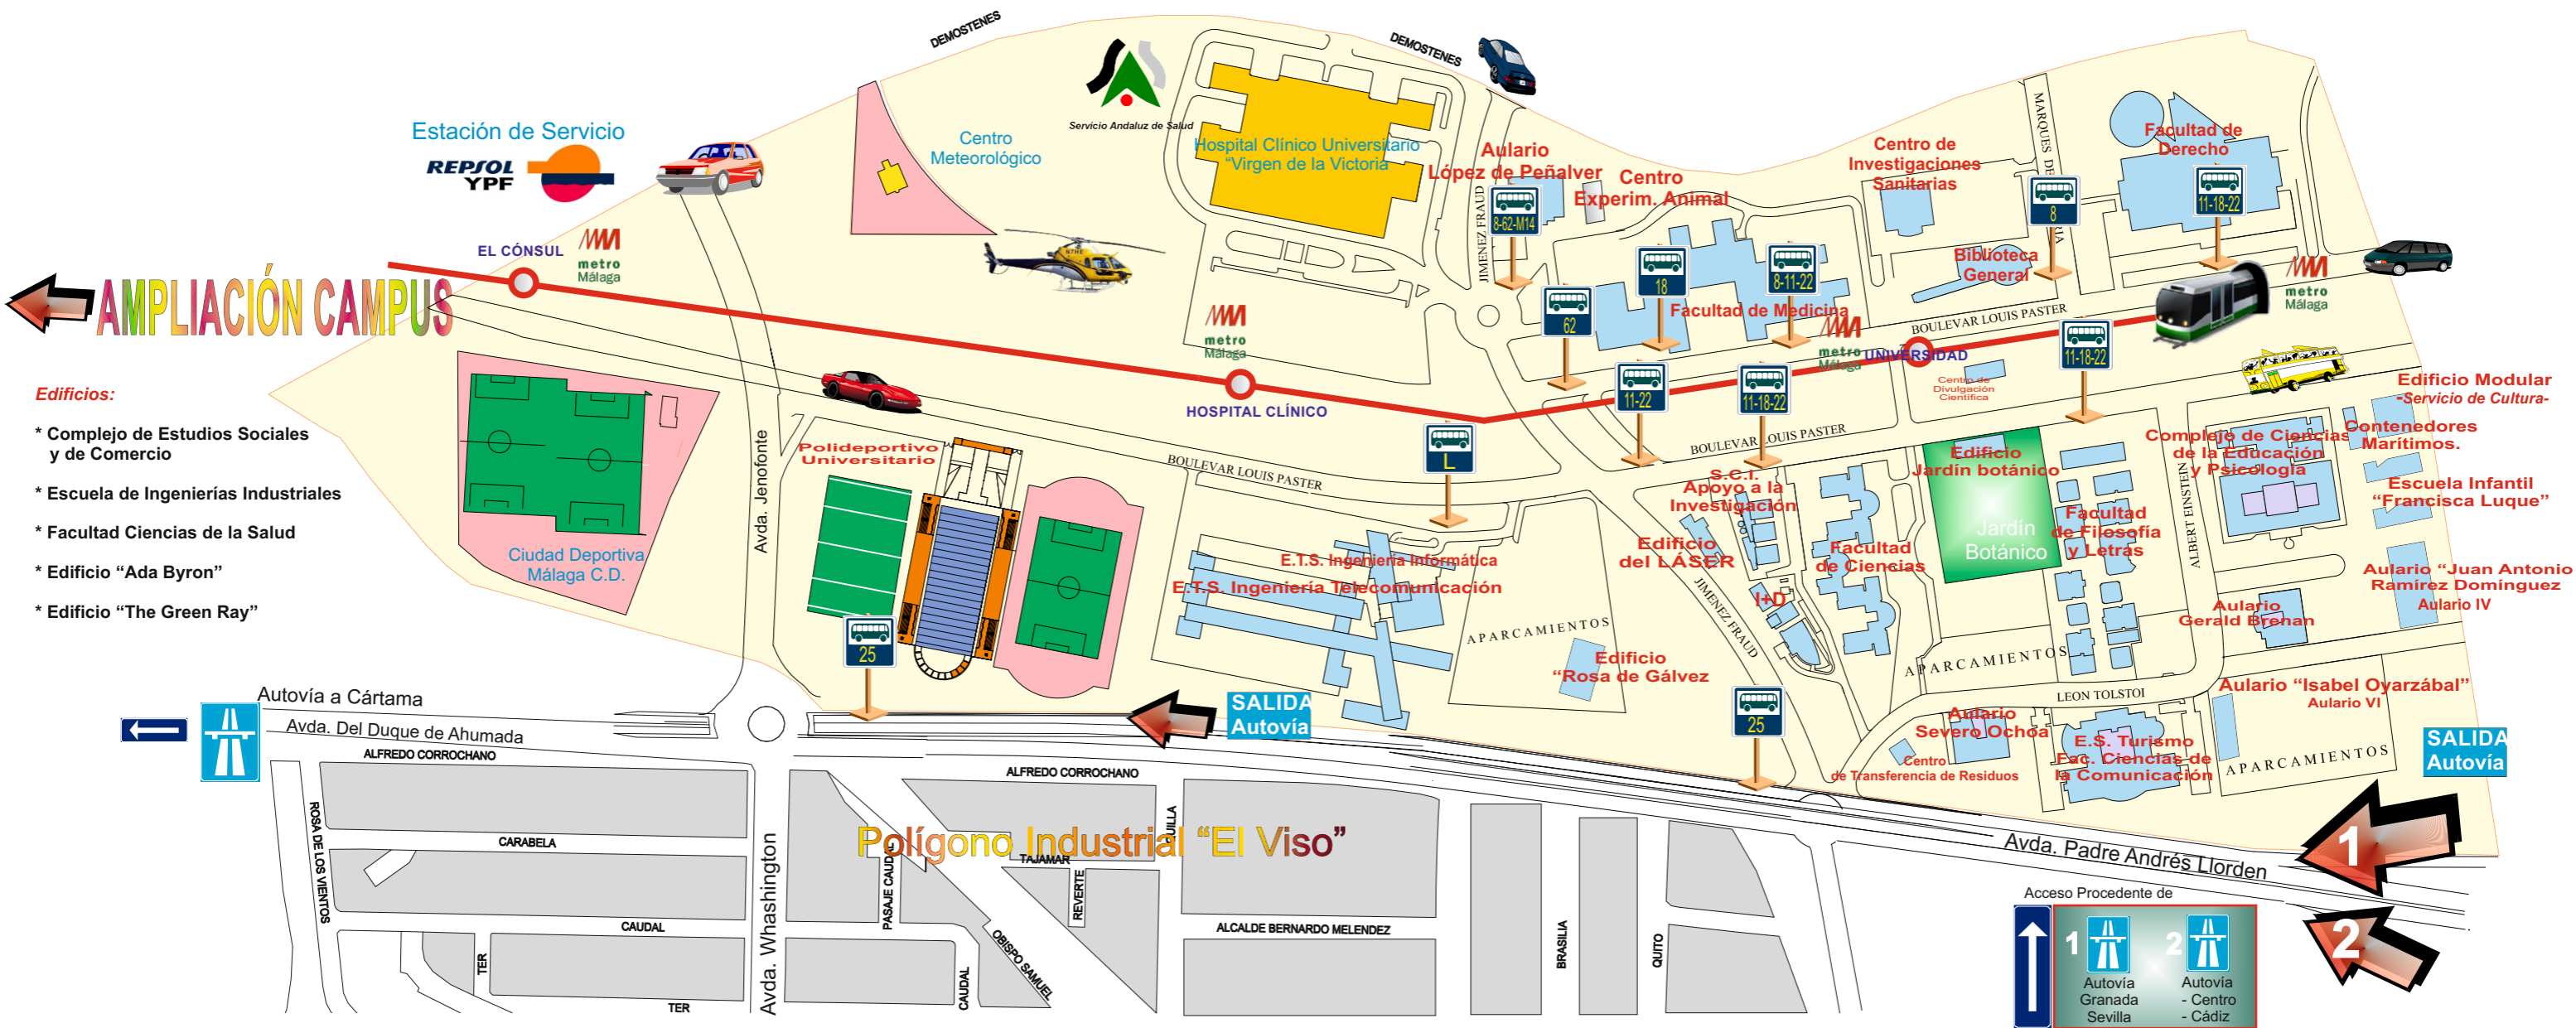 DEMOSTENES
DEMOSTENES
Servicio Andaluz de Salud
Estación de Servicio
REPSOL
YPF
Centro
Meteorológico
Hospital Clínico Universitario
“Virgen de la Victoria
Aulario
López de Peñalver
8-62-M14
JIMENEZ FRAUD
Centro
Experim. Animal
Centro de
Investigaciones
Sanitarias
MARQUES DE
RIA
8
Facultad de
Derecho
11-18-22
Biblioteca
General
EL CÓNSUL
metro
Málaga
AMPLIACIÓN CAMPUS
metro
Málaga
HOSPITAL CLÍNICO
62
18
8-11-22
Facultad de Medicina
metro
Málaga
UNIVERSIDAD
BOULEVAR LOUIS PASTER
11-18-22
metro
Málaga
Centro de
Divulgación
Científica
11-22
11-18-22
L
BOULEVAR LOUIS PASTER
BOULEVAR LOUIS PASTER
Edificios:
* Complejo de Estudios Sociales
y de Comercio
* Escuela de Ingenierías Industriales
* Facultad Ciencias de la Salud
* Edificio “Ada Byron”
* Edificio “The Green Ray”
Ciudad Deportiva
Málaga C.D.
Avda. Jenofonte
Polideportivo
Universitario
25
E.T.S. Ingeniería Informática
E.T.S. Ingeniería Telecomunicación
APARCAMIENTOS
Edificio
“Rosa de Gálvez
S.C.I.
Apoyo a la
Investigación
Edificio
del LÁSER
JIMENEZ FRAUD
I+D
Facultad
de Ciencias
Edificio
Jardín botánico
Jardín
Botánico
Facultad
de Filosofía
y Letras
ALBERT EINSTEIN
Complejo de Ciencias
de la Educación
y Psicología
Edificio Modular
-Servicio de Cultura-
Contenedores
Marítimos.
Escuela Infantil
“Francisca Luque”
Aulario “Juan Antonio
Ramírez Domínguez
Aulario IV
Aulario
Gerald Brenan
APARCAMIENTOS
LEON TOLSTOI
Aulario “Isabel Oyarzábal”
Aulario VI
Aulario
Severo Ochoa
Centro
de Transferencia de Residuos
E.S. Turismo
Fac. Ciencias de
la Comunicación
APARCAMIENTOS
SALIDA
Autovía
25
SALIDA
Autovía
Autovía a Cártama
Avda. Del Duque de Ahumada
ALFREDO CORROCHANO
ALFREDO CORROCHANO
ROSA DE LOS VIENTOS
CARABELA
CAUDAL
TER
TER
Avda. Whashington
Polígono Industrial “El Viso”
PASAJE CAUDAL
TAJAMAR
QUILLA
REVERTE
CAUDAL
OBISPO SAMUEL
ALCALDE BERNARDO MELENDEZ
BRASILIA
QUITO
Avda. Padre Andrés Llorden
1
2
Acceso Procedente de
1
2
Autovía
Granada
Sevilla
Autovía
- Centro
- Cádiz